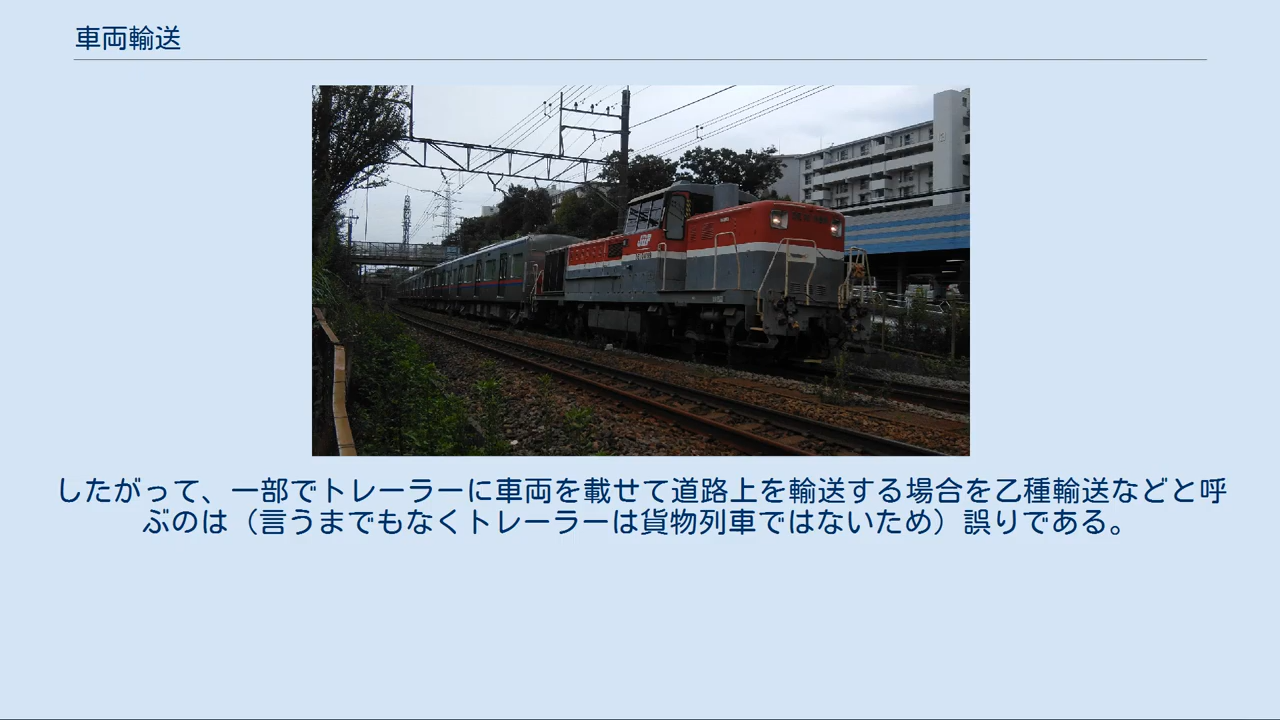 車両輸送
したがって、一部でトレーラーに車両を載せて道路上を輸送する場合を乙種輸送などと呼
ぶのは（言うまでもなくトレーラーは貨物列車ではないため）誤りである。